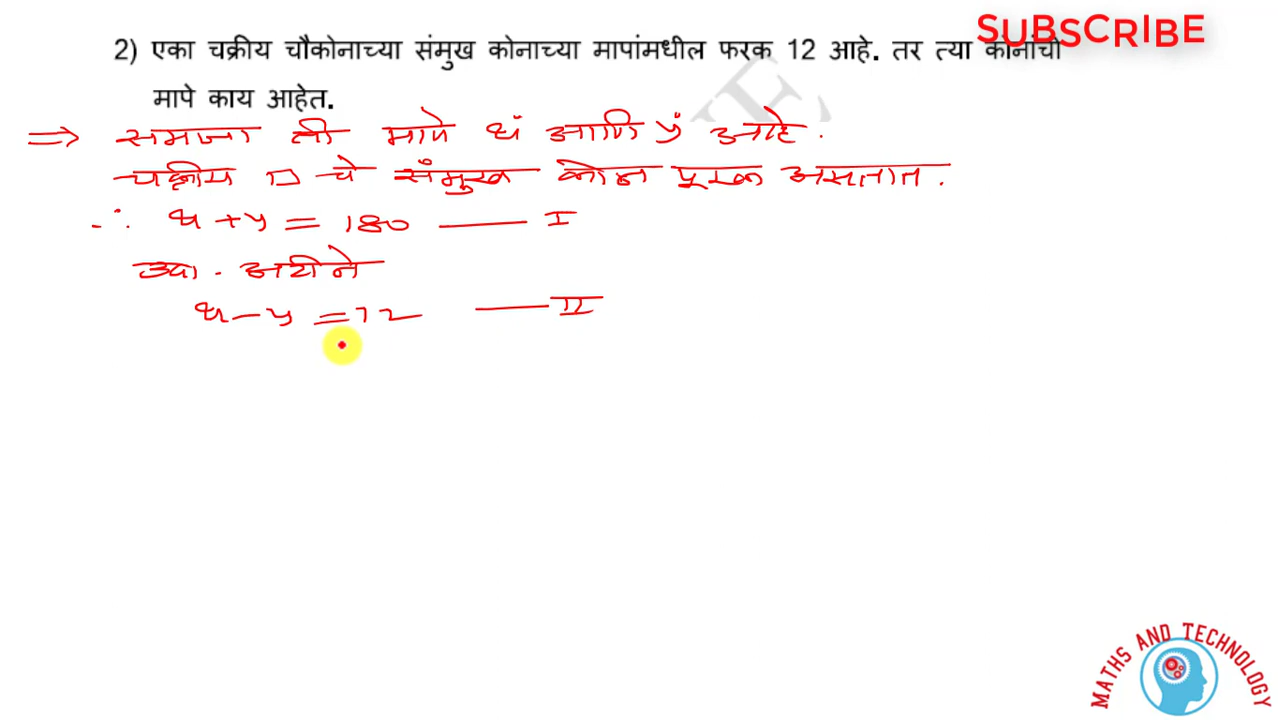 SUBSCRIBE
2) एका चक्रीय चौकोनाच्या संमुख कोनाच्या मापांमधील फरक 12 आहे. तर त्या कोनांची
मापे काय आहेत.
⇒ समजा ती मापे x आणि y आहे.
चक्रीय □ चे संमुख कोन पूरक असतात.
∴ x + y = 180 —— I
उदा. अटीने
x - y = 12 —— II
MATHS AND TECHNOLOGY